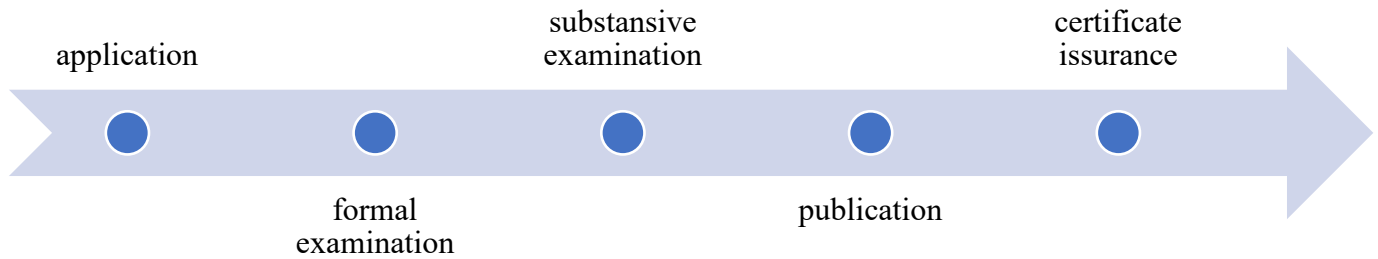 application
formal
examination
substansive
examination
publication
certificate
issurance